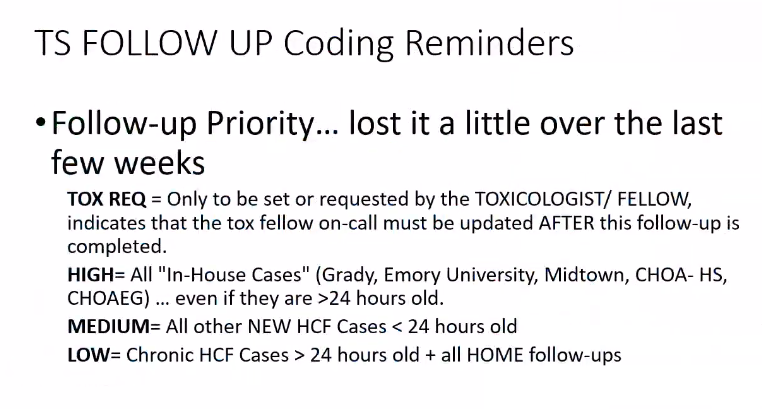 TS FOLLOW UP Coding Reminders
•Follow-up Priority... lost it a little over the last
few weeks
TOX REQ = Only to be set or requested by the TOXICOLOGIST/ FELLOW,
indicates that the tox fellow on-call must be updated AFTER this follow-up is
completed.
HIGH= All "In-House Cases" (Grady, Emory University, Midtown, CHOA- HS,
CHOAEG) ... even if they are >24 hours old.
MEDIUM= All other NEW HCF Cases < 24 hours old
LOW= Chronic HCF Cases > 24 hours old + all HOME follow-ups